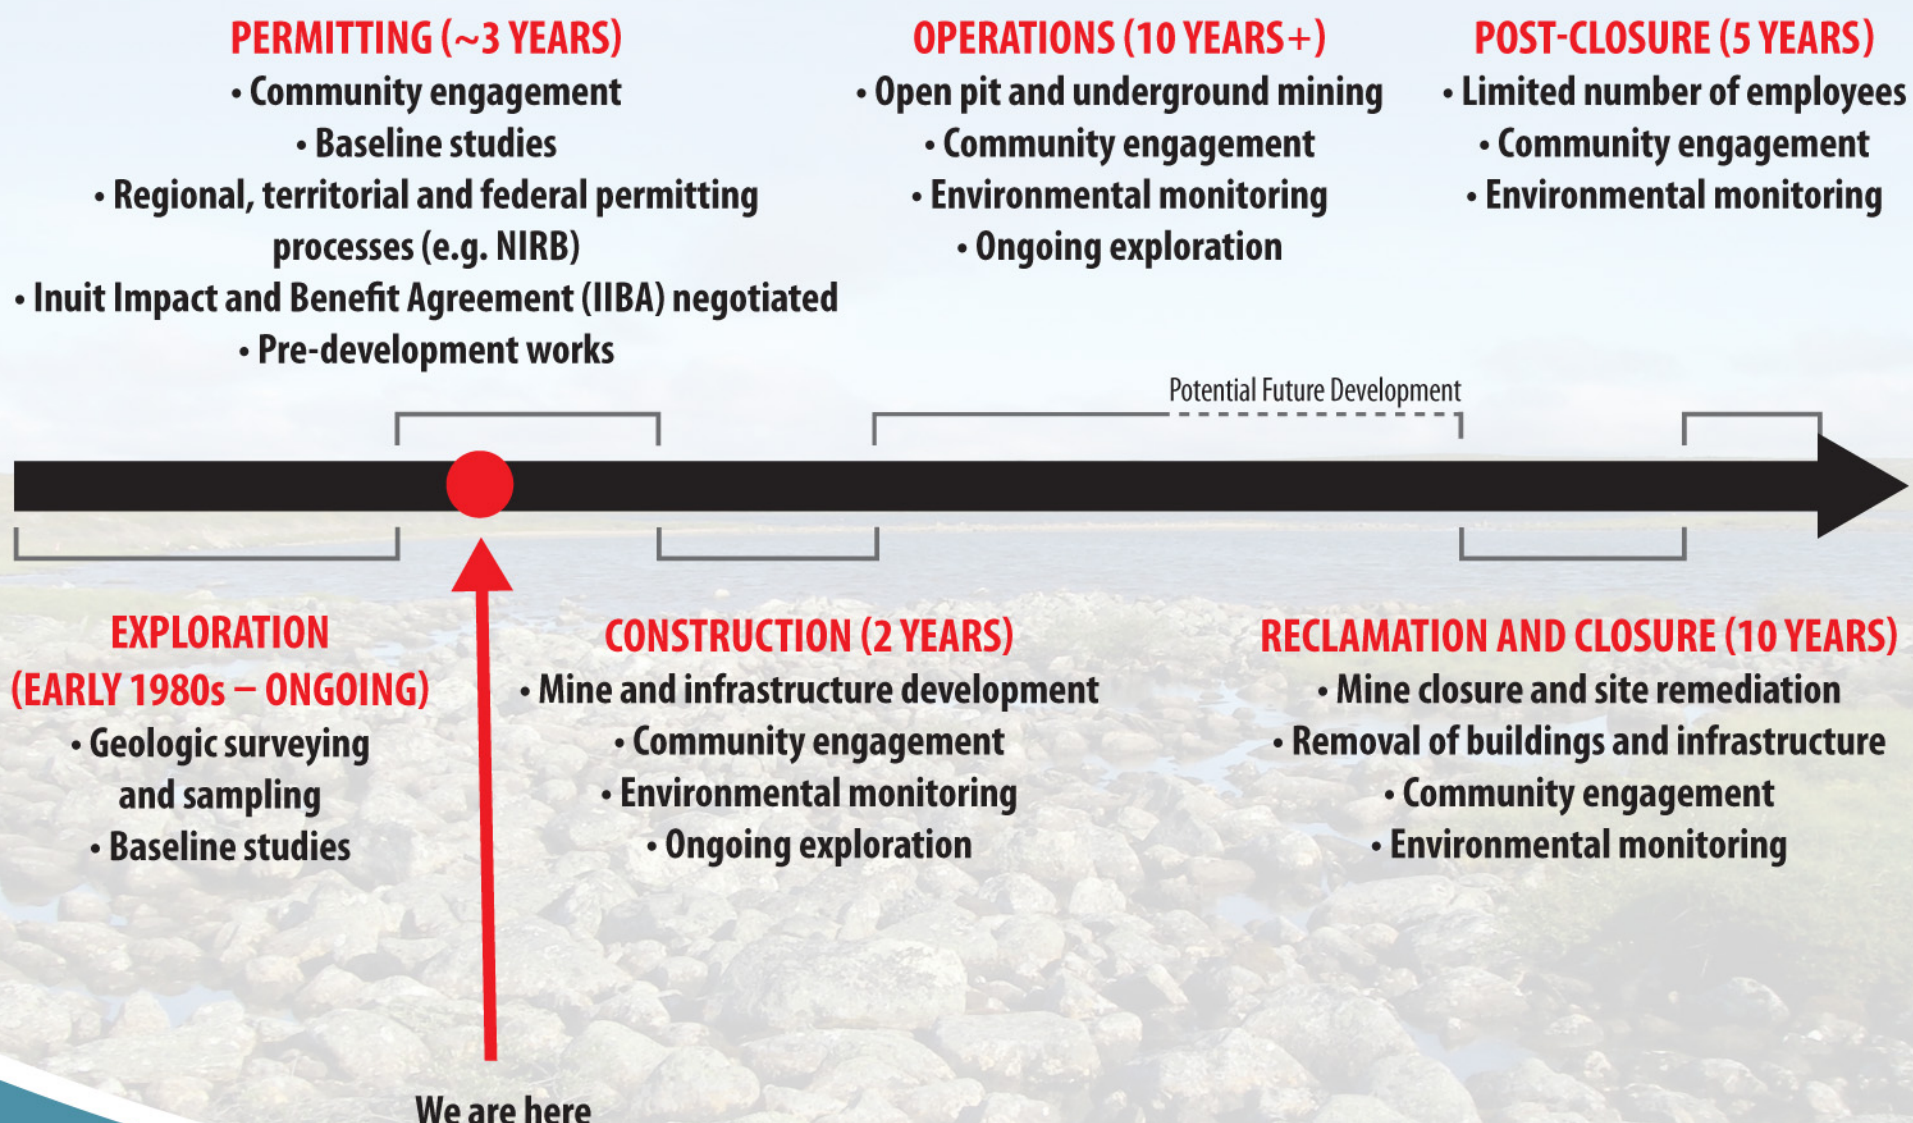 PERMITTING (~3 YEARS)
• Community engagement
• Baseline studies
• Regional, territorial and federal permitting
processes (e.g. NIRB)
• Inuit Impact and Benefit Agreement (IIBA) negotiated
• Pre-development works
OPERATIONS (10 YEARS+)
• Open pit and underground mining
• Community engagement
• Environmental monitoring
• Ongoing exploration
POST-CLOSURE (5 YEARS)
• Limited number of employees
• Community engagement
• Environmental monitoring
Potential Future Development
EXPLORATION
(EARLY 1980s – ONGOING)
• Geologic surveying
and sampling
• Baseline studies
CONSTRUCTION (2 YEARS)
• Mine and infrastructure development
• Community engagement
• Environmental monitoring
• Ongoing exploration
RECLAMATION AND CLOSURE (10 YEARS)
• Mine closure and site remediation
• Removal of buildings and infrastructure
• Community engagement
• Environmental monitoring
We are here